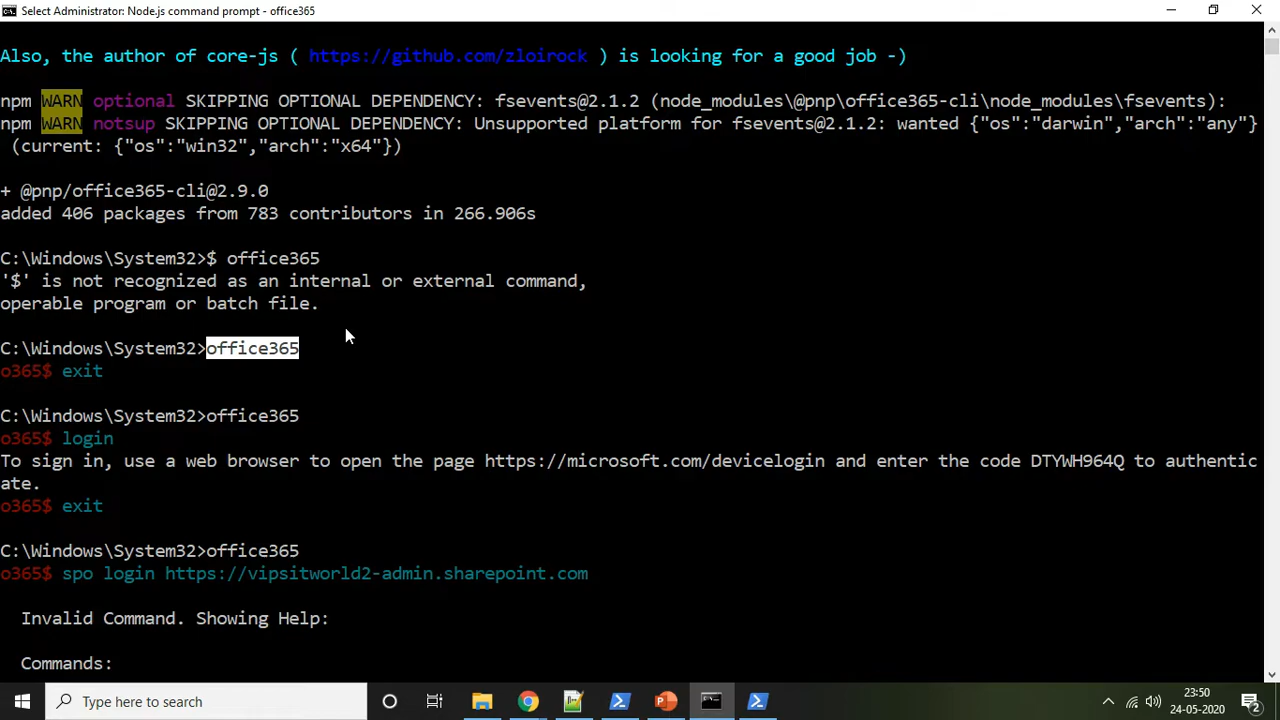 Select Administrator: Node.js command prompt - office365
Also, the author of core-js ( https://github.com/zloirock ) is looking for a good job -)
npm WARN optional SKIPPING OPTIONAL DEPENDENCY: fsevents@2.1.2 (node_modules\@pnp\office365-cli\node_modules\fsevents):
npm WARN notsup SKIPPING OPTIONAL DEPENDENCY: Unsupported platform for fsevents@2.1.2: wanted {"os":"darwin","arch":"any"}
(current: {"os":"win32","arch":"x64"})
+ @pnp/office365-cli@2.9.0
added 406 packages from 783 contributors in 266.906s
C:\Windows\System32>$ office365
'$' is not recognized as an internal or external command,
operable program or batch file.
C:\Windows\System32>office365
o365$ exit
C:\Windows\System32>office365
o365$ login
To sign in, use a web browser to open the page https://microsoft.com/devicelogin and enter the code DTYWH964Q to authentic
ate.
o365$ exit
C:\Windows\System32>office365
o365$ spo login https://vipsitworld2-admin.sharepoint.com
Invalid Command. Showing Help:
Commands:
Type here to search
23:50
24-05-2020
2